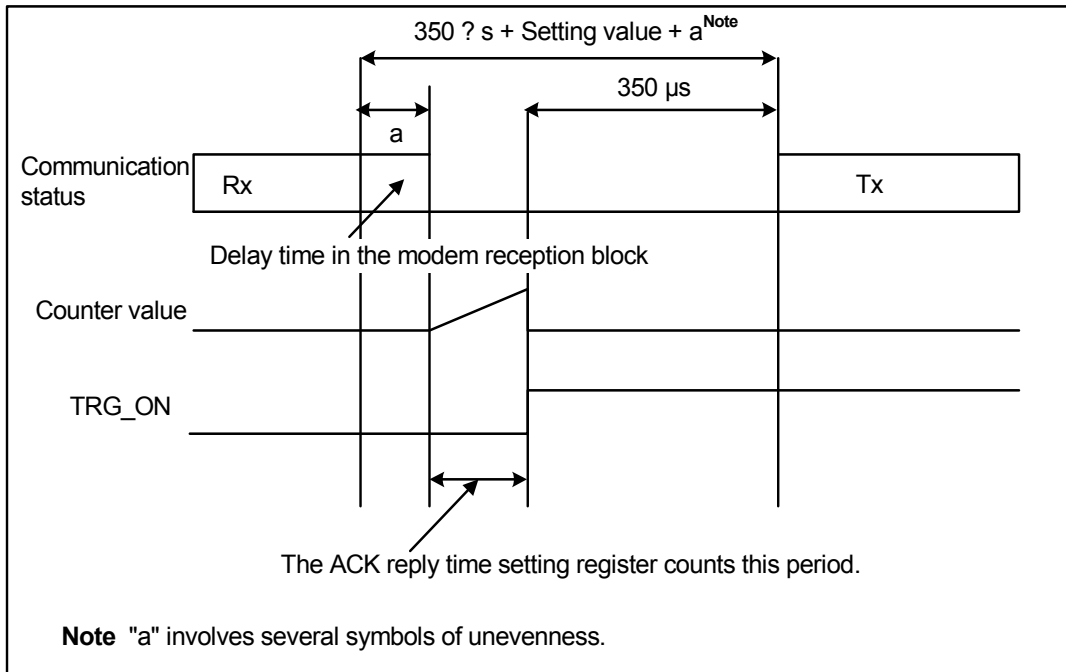 350 ? s + Setting value + a Note
350 µs
a
Communication
status
Rx
Tx
Delay time in the modem reception block
Counter value
TRG_ON
The ACK reply time setting register counts this period.
Note "a" involves several symbols of unevenness.